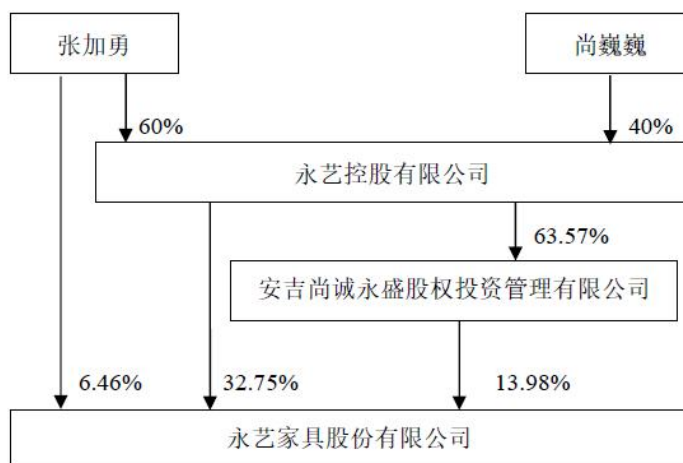 张加勇
尚巍巍
60%
40%
永艺控股有限公司
63.57%
安吉尚诚永盛股权投资管理有限公司
6.46%
32.75%
13.98%
永艺家具股份有限公司